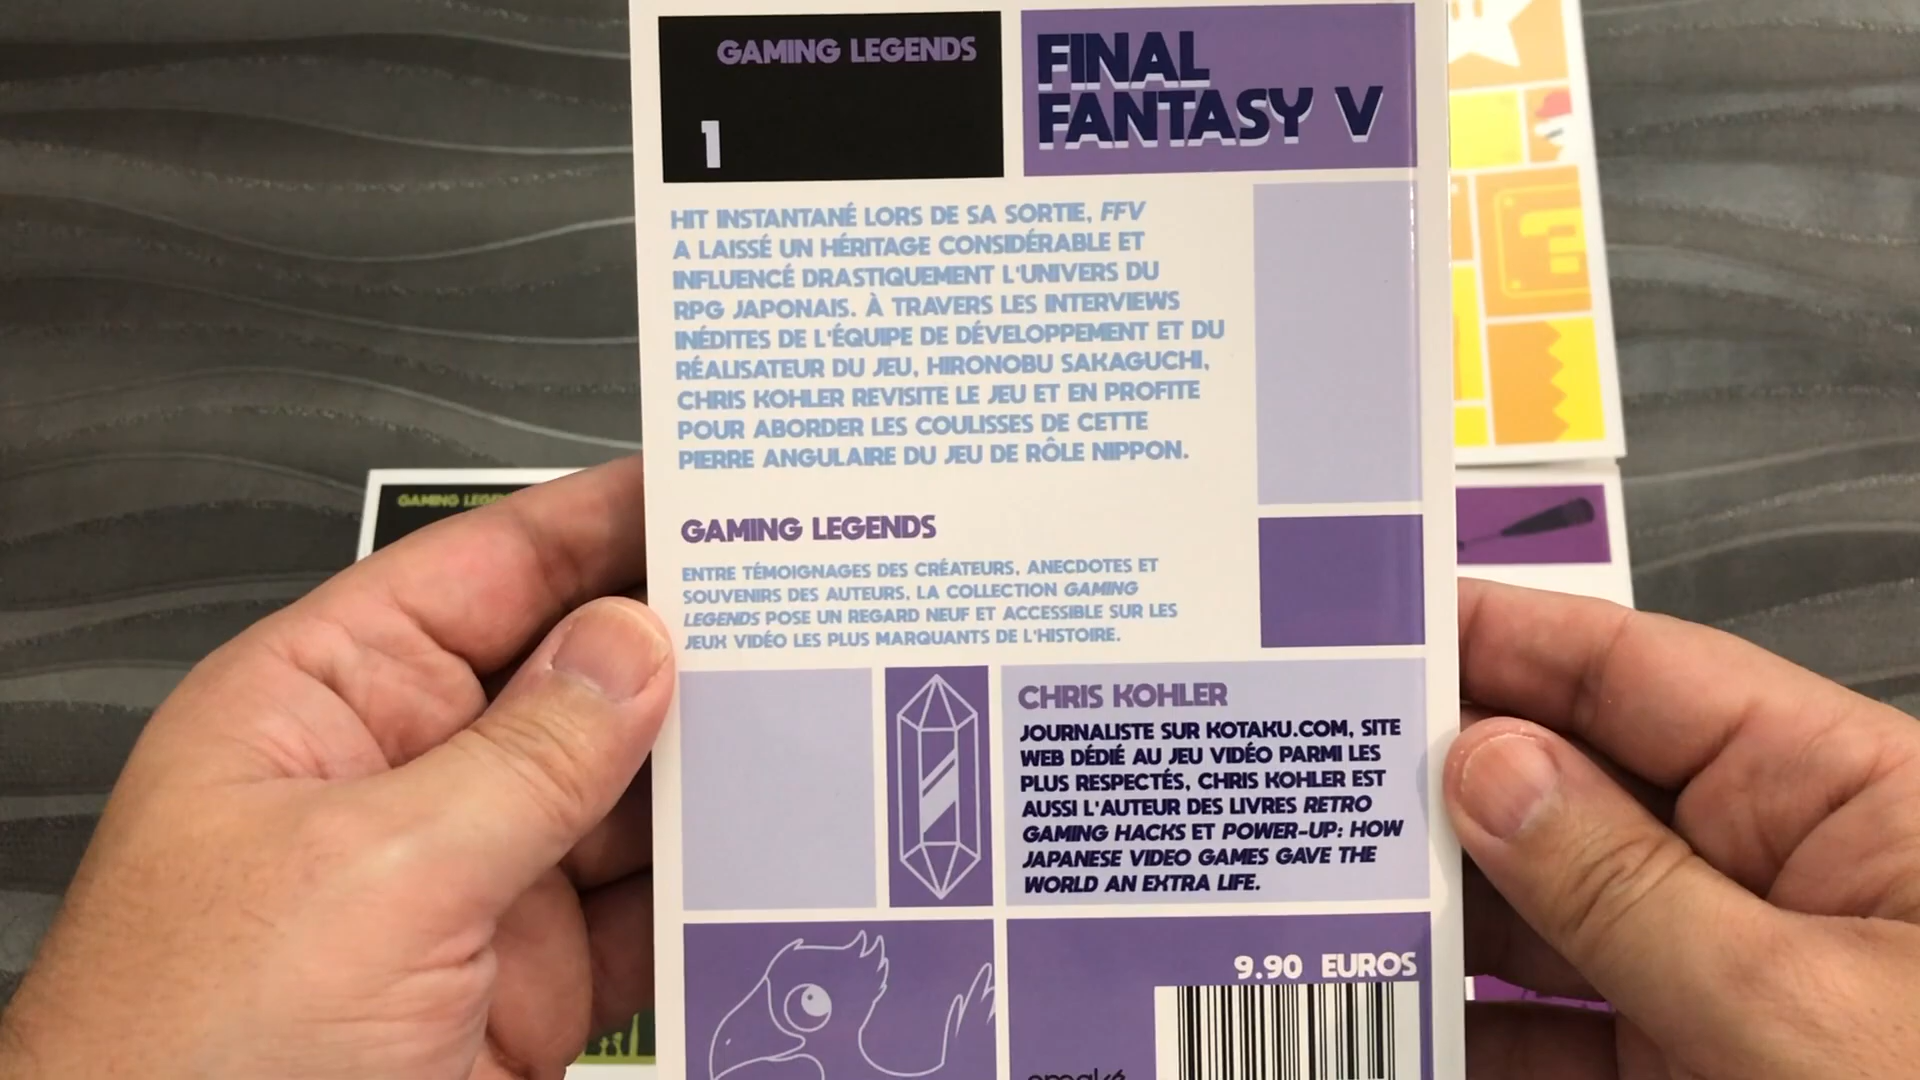 GAMING LEGENDS
1
FINAL
FANTASY V
HIT INSTANTANÉ LORS DE SA SORTIE, FFV
A LAISSÉ UN HÉRITAGE CONSIDÉRABLE ET
INFLUENCÉ DRASTIQUEMENT L'UNIVERS DU
RPG JAPONAIS. À TRAVERS LES INTERVIEWS
INÉDITES DE L'ÉQUIPE DE DÉVELOPPEMENT ET DU
RÉALISATEUR DU JEU, HIRONOBU SAKAGUCHI,
CHRIS KOHLER REVISITE LE JEU ET EN PROFITE
POUR ABORDER LES COULISSES DE CETTE
PIERRE ANGULAIRE DU JEU DE RÔLE NIPPON.
GAMING LEGENDS
ENTRE TÉMOIGNAGES DES CRÉATEURS, ANECDOTES ET
SOUVENIRS DES AUTEURS, LA COLLECTION GAMING
LEGENDS POSE UN REGARD NEUF ET ACCESSIBLE SUR LES
JEUX VIDÉO LES PLUS MARQUANTS DE L'HISTOIRE.
CHRIS KOHLER
JOURNALISTE SUR KOTAKU.COM, SITE
WEB DÉDIÉ AU JEU VIDÉO PARMI LES
PLUS RESPECTÉS, CHRIS KOHLER EST
AUSSI L'AUTEUR DES LIVRES RETRO
GAMING HACKS ET POWER-UP: HOW
JAPANESE VIDEO GAMES GAVE THE
WORLD AN EXTRA LIFE.
9.90 EUROS
GAMING